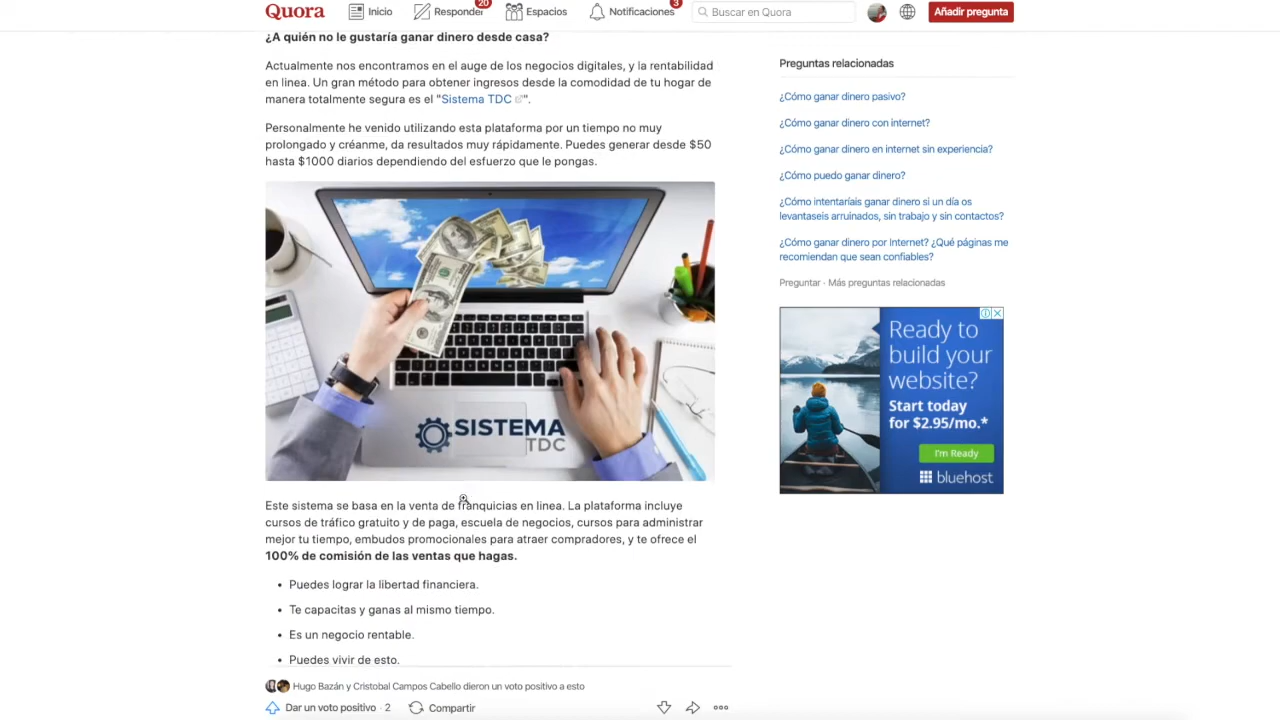 Quora Inicio Responder 20 Espacios Notificaciones 3 Buscar en Quora Añadir pregunta
¿A quién no le gustaría ganar dinero desde casa?
Actualmente nos encontramos en el auge de los negocios digitales, y la rentabilidad
en linea. Un gran método para obtener ingresos desde la comodidad de tu hogar de
manera totalmente segura es el "Sistema TDC".
Personalmente he venido utilizando esta plataforma por un tiempo no muy
prolongado y créanme, da resultados muy rápidamente. Puedes generar desde $50
hasta $1000 diarios dependiendo del esfuerzo que le pongas.
SISTEMA
TDC
Este sistema se basa en la venta de franquicias en linea. La plataforma incluye
cursos de tráfico gratuito y de paga, escuela de negocios, cursos para administrar
mejor tu tiempo, embudos promocionales para atraer compradores, y te ofrece el
100% de comisión de las ventas que hagas.
• Puedes lograr la libertad financiera.
• Te capacitas y ganas al mismo tiempo.
• Es un negocio rentable.
• Puedes vivir de esto.
Hugo Bazán y Cristobal Campos Cabello dieron un voto positivo a esto
Dar un voto positivo · 2 Compartir
Preguntas relacionadas
¿Cómo ganar dinero pasivo?
¿Cómo ganar dinero con internet?
¿Cómo ganar dinero en internet sin experiencia?
¿Cómo puedo ganar dinero?
¿Cómo intentaríais ganar dinero si un día os
levantaseis arruinados, sin trabajo y sin contactos?
¿Cómo ganar dinero por Internet? ¿Qué páginas me
recomiendan que sean confiables?
Preguntar · Más preguntas relacionadas
Ready to
build your
website?
Start today
for $2.95/mo.*
I'm Ready
bluehost